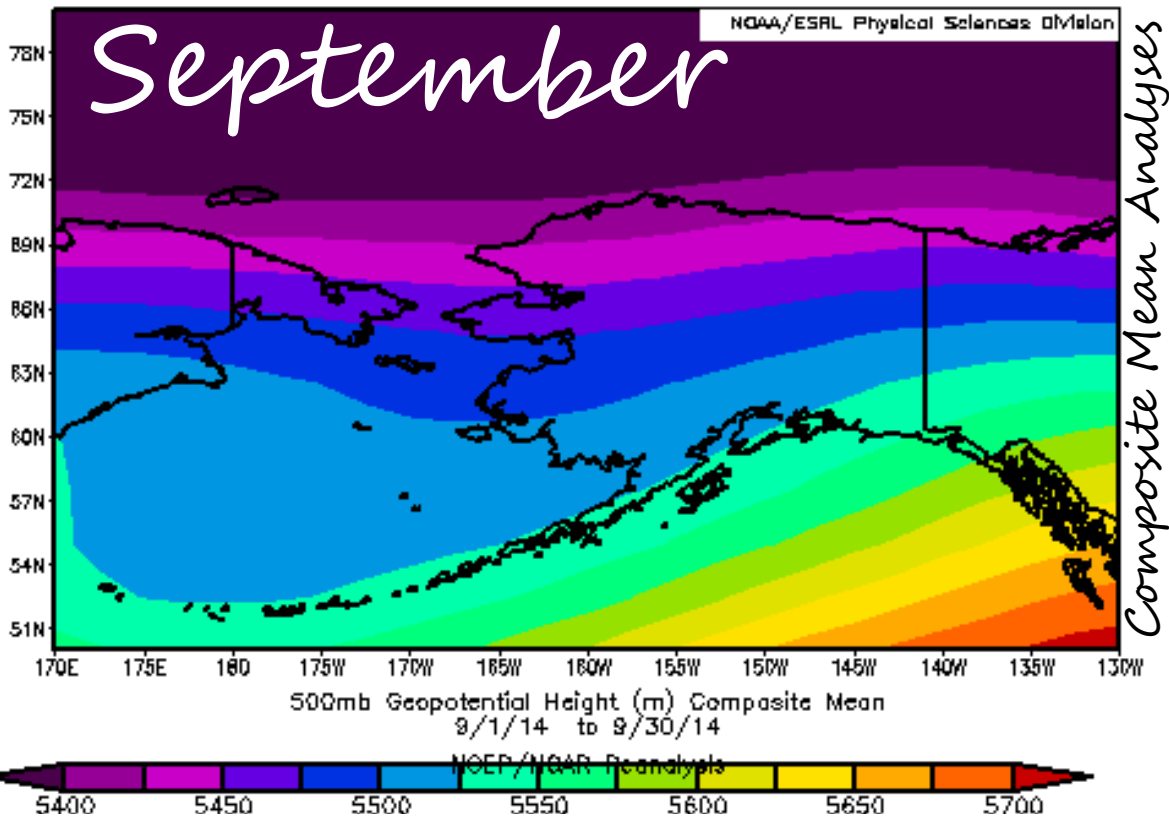 September
NOAA/ESRL Physical Sciences Division
Composite Mean Analyses
78N
75N
72N
69N
66N
63N
60N
57N
54N
51N
170E 175E 180 175W 170W 165W 160W 155W 150W 145W 140W 135W 130W
500mb Geopotential Height (m) Composite Mean
9/1/14 to 9/30/14
NCEP/NCAR Reanalysis
5400 5450 5500 5550 5600 5650 5700